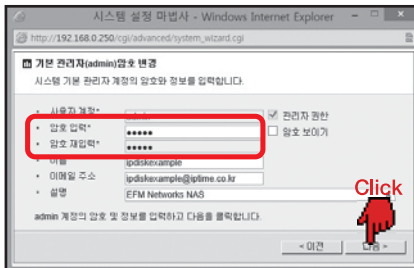 시스템 설정 마법사 - Windows Internet Explorer
http://192.168.0.250/cgi/advanced/system_wizard.cgi
기본 관리자(admin)암호 변경
시스템 기본 관리자 계정의 암호와 정보를 입력합니다.
사용자 계정* 관리자 권한
암호 입력* ●●●●● 암호 보이기
암호 재입력* ●●●●●
이름 ipdiskexample
이메일 주소 ipdiskexample@iptime.co.kr
설명 EFM Networks NAS
Click
admin 계정의 암호 및 정보를 입력하고 다음을 클릭합니다.
< 이전 다음 >